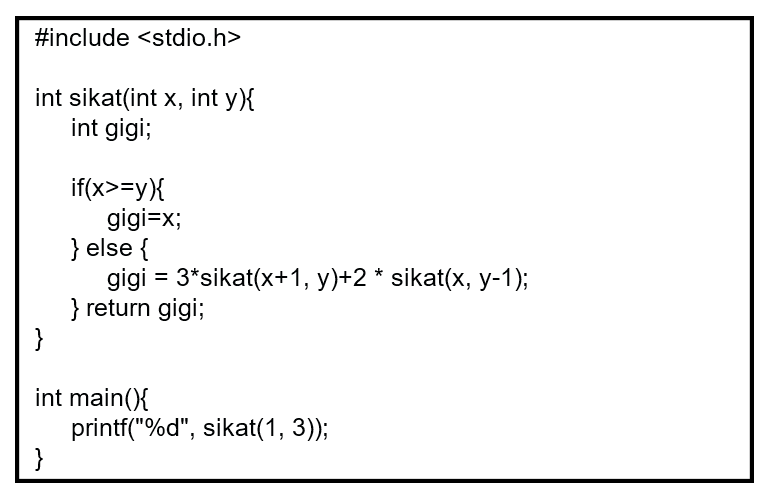 #include <stdio.h>
int sikat(int x, int y){
int gigi;
if(x>=y){
gigi=x;
} else {
gigi = 3*sikat(x+1, y)+2 * sikat(x, y-1);
} return gigi;
}
int main(){
printf("%d", sikat(1, 3));
}